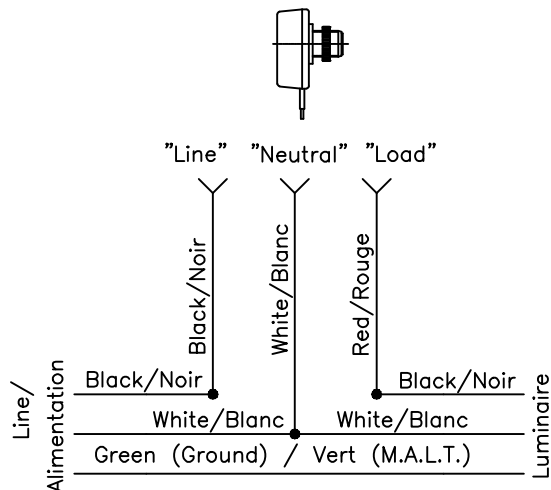 "Line" "Neutral" "Load"
Black/Noir
White/Blanc
Red/Rouge
Line/
Alimentation
Black/Noir
Black/Noir
White/Blanc
White/Blanc
Green (Ground) / Vert (M.A.L.T.)
Luminaire